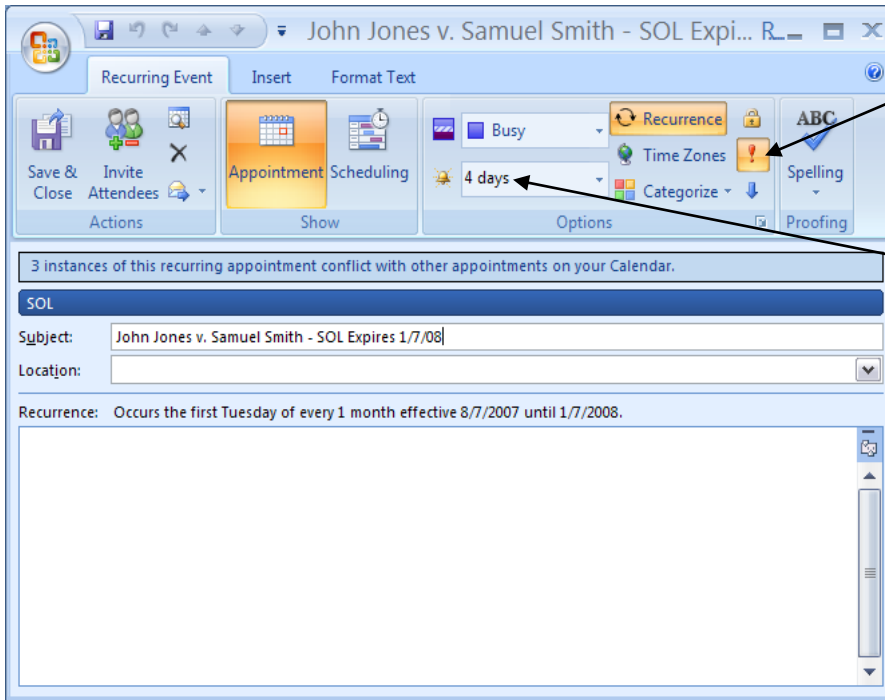 John Jones v. Samuel Smith - SOL Expi... R...
Recurring Event Insert Format Text
Save & Close
Invite Attendees
Actions
Appointment Scheduling
Show
Busy
4 days
Recurrence
Time Zones
Categorize
Options
ABC
Spelling
Proofing
3 instances of this recurring appointment conflict with other appointments on your Calendar.
SOL
Subject: John Jones v. Samuel Smith - SOL Expires 1/7/08
Location:
Recurrence: Occurs the first Tuesday of every 1 month effective 8/7/2007 until 1/7/2008.